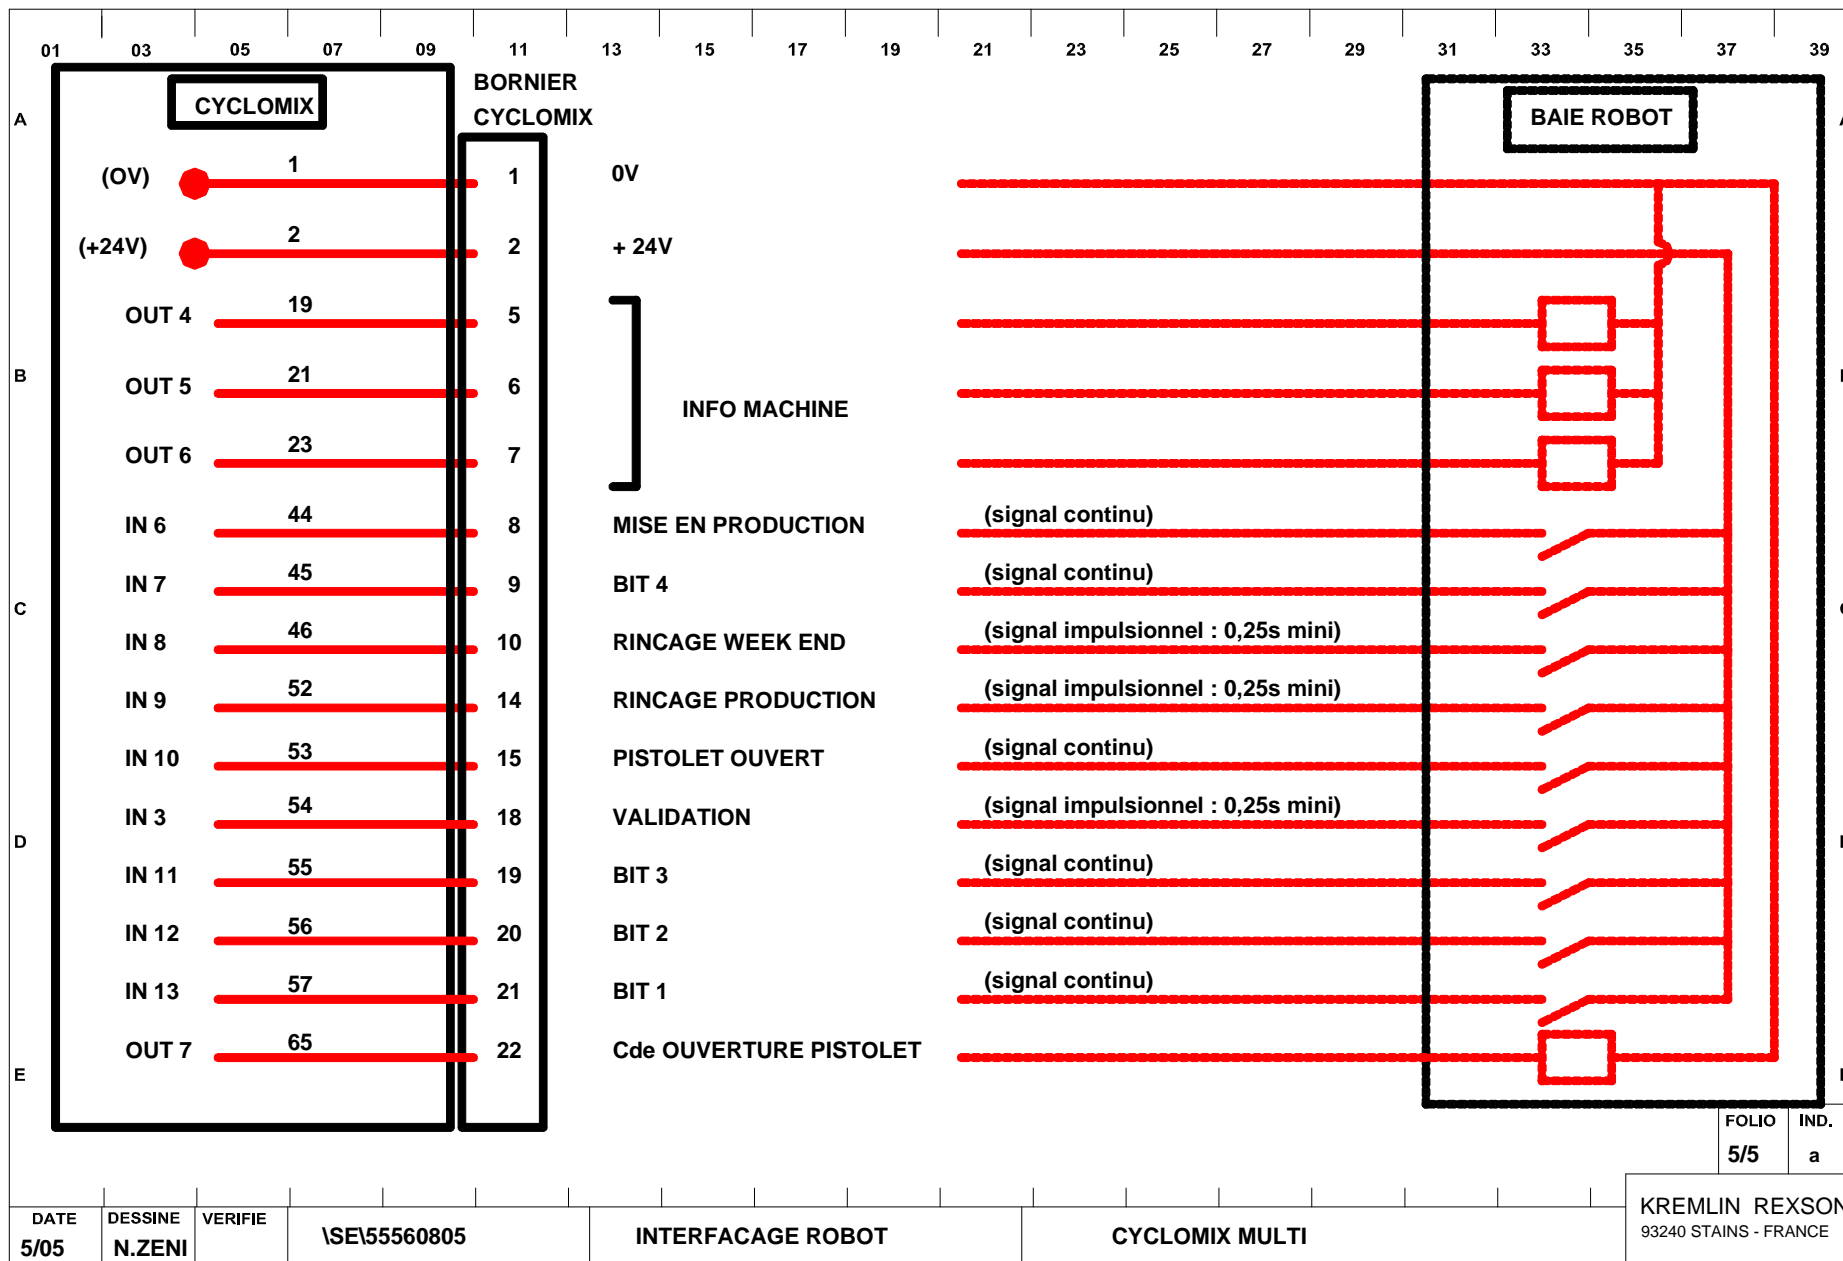 01 03 05 07 09 11 13 15 17 19 21 23 25 27 29 31 33 35 37 39
BORNIER
CYCLOMIX
CYCLOMIX
BAIE ROBOT
A
(OV) 1 1 0V
(+24V) 2 2 + 24V
OUT 4 19 5
B
OUT 5 21 6
INFO MACHINE
OUT 6 23 7
IN 6 44 8 MISE EN PRODUCTION (signal continu)
IN 7 45 9 BIT 4 (signal continu)
C
IN 8 46 10 RINCAGE WEEK END (signal impulsionnel : 0,25s mini)
IN 9 52 14 RINCAGE PRODUCTION (signal impulsionnel : 0,25s mini)
IN 10 53 15 PISTOLET OUVERT (signal continu)
IN 3 54 18 VALIDATION (signal impulsionnel : 0,25s mini)
D
IN 11 55 19 BIT 3 (signal continu)
IN 12 56 20 BIT 2 (signal continu)
IN 13 57 21 BIT 1 (signal continu)
OUT 7 65 22 Cde OUVERTURE PISTOLET
E
FOLIO IND.
5/5 a
DATE DESSINE VERIFIE
5/05 N.ZENI \SE\55560805 INTERFACAGE ROBOT CYCLOMIX MULTI
KREMLIN REXSON
93240 STAINS - FRANCE